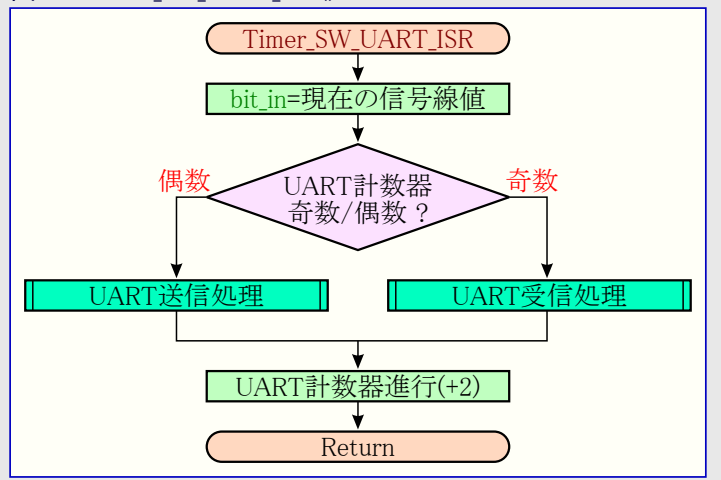 Timer_SW_UART_ISR
bit_in=現在の信号線値
UART計数器
奇数/偶数 ?
偶数
奇数
UART送信処理
UART受信処理
UART計数器進行(+2)
Return